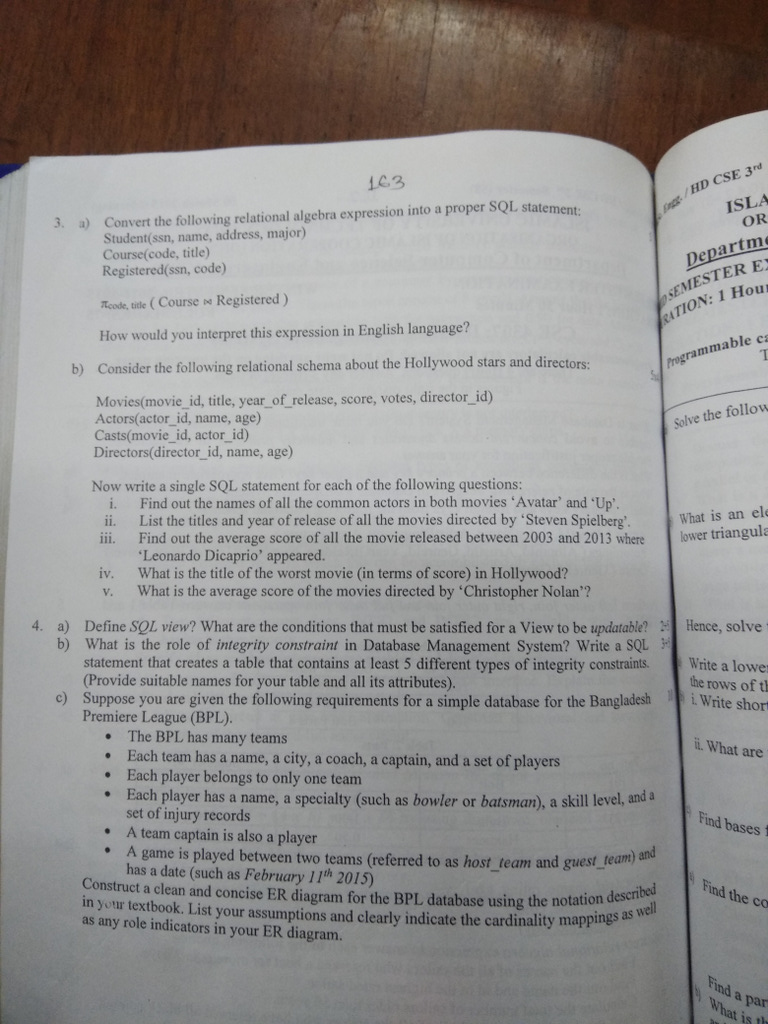 163
3. a) Convert the following relational algebra expression into a proper SQL statement:
Student(ssn, name, address, major)
Course(code, title)
Registered(ssn, code)
π code, title ( Course ⋈ Registered )
How would you interpret this expression in English language?
b) Consider the following relational schema about the Hollywood stars and directors:
Movies(movie_id, title, year_of_release, score, votes, director_id)
Actors(actor_id, name, age)
Casts(movie_id, actor_id)
Directors(director_id, name, age)
Now write a single SQL statement for each of the following questions:
i. Find out the names of all the common actors in both movies ‘Avatar’ and ‘Up’.
ii. List the titles and year of release of all the movies directed by ‘Steven Spielberg’.
iii. Find out the average score of all the movie released between 2003 and 2013 where
‘Leonardo Dicaprio’ appeared.
iv. What is the title of the worst movie (in terms of score) in Hollywood?
v. What is the average score of the movies directed by ‘Christopher Nolan’?
4. a) Define SQL view? What are the conditions that must be satisfied for a View to be updatable?
b) What is the role of integrity constraint in Database Management System? Write a SQL
statement that creates a table that contains at least 5 different types of integrity constraints.
(Provide suitable names for your table and all its attributes).
c) Suppose you are given the following requirements for a simple database for the Bangladesh
Premiere League (BPL).
• The BPL has many teams
• Each team has a name, a city, a coach, a captain, and a set of players
• Each player belongs to only one team
• Each player has a name, a specialty (such as bowler or batsman), a skill level, and a
set of injury records
• A team captain is also a player
• A game is played between two teams (referred to as host_team and guest_team) and
has a date (such as February 11th 2015)
Construct a clean and concise ER diagram for the BPL database using the notation described
in your textbook. List your assumptions and clearly indicate the cardinality mappings as well
as any role indicators in your ER diagram.
/ HD CSE 3rd
ISLA
OR
Departme
SEMESTER E
RATION: 1 Hour
Programmable ca
T
Solve the follow
What is an ele
lower triangula
Hence, solve
Write a lowe
the rows of th
i. Write short
ii. What are
Find bases f
Find the co
Find a par
What is th